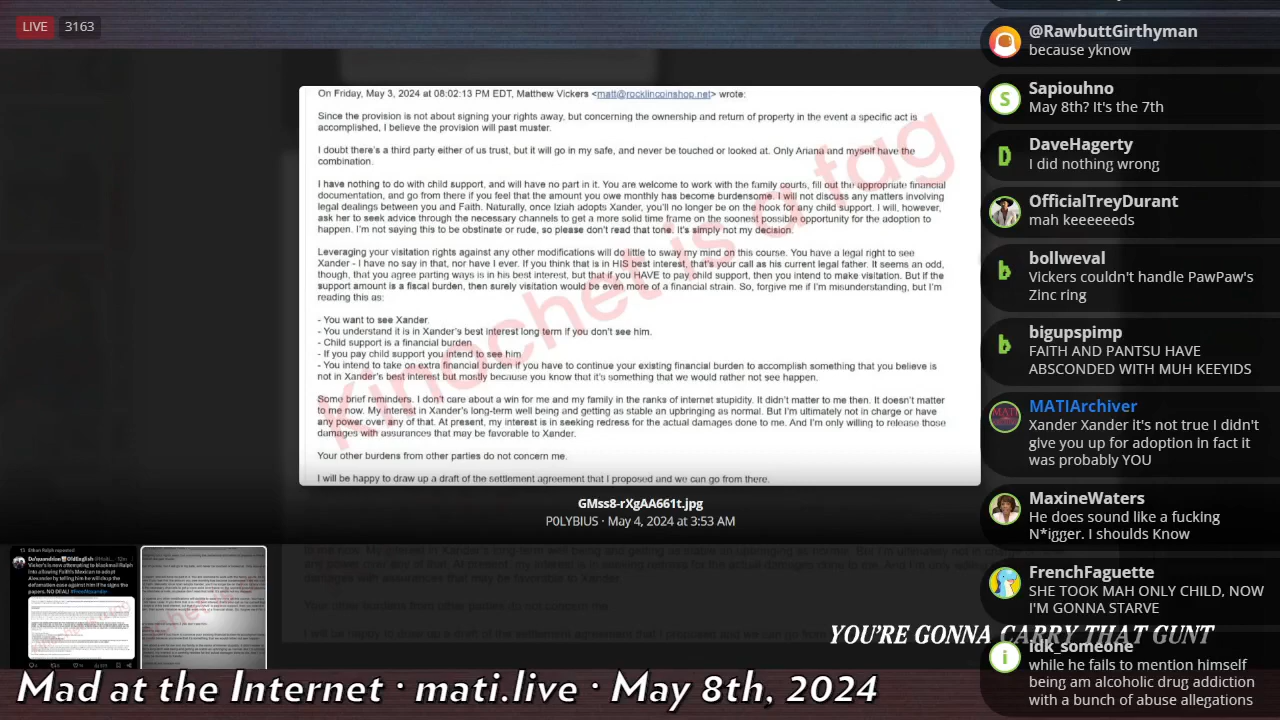 LIVE 3163
On Friday, May 3, 2024 at 08:02:13 PM EDT, Matthew Vickers <matt@rocklincoinshop.net> wrote:
Since the provision is not about signing your rights away, but concerning the ownership and return of property in the event a specific act is
accomplished, I believe the provision will past muster.
I doubt there's a third party either of us trust, but it will go in my safe, and never be touched or looked at. Only Ariana and myself have the
combination.
I have nothing to do with child support, and will have no part in it. You are welcome to work with the family courts, fill out the appropriate financial
documentation, and go from there if you feel that the amount you owe monthly has become burdensome. I will not discuss any matters involving
legal dealings between you and Faith. Naturally, once Iziah adopts Xander, you'll no longer be on the hook for any child support. I will, however,
ask her to seek advice through the necessary channels to get a more solid time frame on the soonest possible opportunity for the adoption to
happen. I'm not saying this to be obstinate or rude, so please don't read that tone. It's simply not my decision.
Leveraging your visitation rights against any other modifications will do little to sway my mind on this course. You have a legal right to see
Xander - I have no say in that, nor have I ever. If you think that is in HIS best interest, that's your call as his current legal father. It seems an odd,
though, that you agree parting ways is in his best interest, but that if you HAVE to pay child support, then you intend to make visitation. But if the
support amount is a fiscal burden, then surely visitation would be even more of a financial strain. So, forgive me if I'm misunderstanding, but I'm
reading this as:
- You want to see Xander.
- You understand it is in Xander's best interest long term if you don't see him.
- Child support is a financial burden
- If you pay child support you intend to see him
- You intend to take on extra financial burden if you have to continue your existing financial burden to accomplish something that you believe is
not in Xander's best interest but mostly because you know that it's something that we would rather not see happen.
Some brief reminders. I don't care about a win for me and my family in the ranks of internet stupidity. It didn't matter to me then. It doesn't matter
to me now. My interest in Xander's long-term well being and getting as stable an upbringing as normal. But I'm ultimately not in charge or have
any power over any of that. At present, my interest is in seeking redress for the actual damages done to me. And I'm only willing to release those
damages with assurances that may be favorable to Xander.
Your other burdens from other parties do not concern me.
I will be happy to draw up a draft of the settlement agreement that I proposed and we can go from there.
Kinochet is a fag
GMss8-rXgAA661t.jpg
P0LYBIUS · May 4, 2024 at 3:53 AM
@RawbuttGirthyman
because yknow
Sapiouhno
May 8th? It's the 7th
DaveHagerty
I did nothing wrong
OfficialTreyDurant
mah keeeeeds
bollweval
Vickers couldn't handle PawPaw's
Zinc ring
bigupspimp
FAITH AND PANTSU HAVE
ABSCONDED WITH MUH KEEYIDS
MATIArchiver
Xander Xander It's not true I didn't
give you up for adoption in fact it
was probably YOU
MaxineWaters
He does sound like a fucking
N*igger. I shoulds Know
FrenchFaguette
ATE THE GUNTAH ONLY CHILD, NOW
I'M GONNA STARVE
while he fails to mention himself
being am alcoholic drug addiction
with a bunch of abuse allegations
YOU'RE GONNA
Mad at the Internet · mati.live · May 8th, 2024